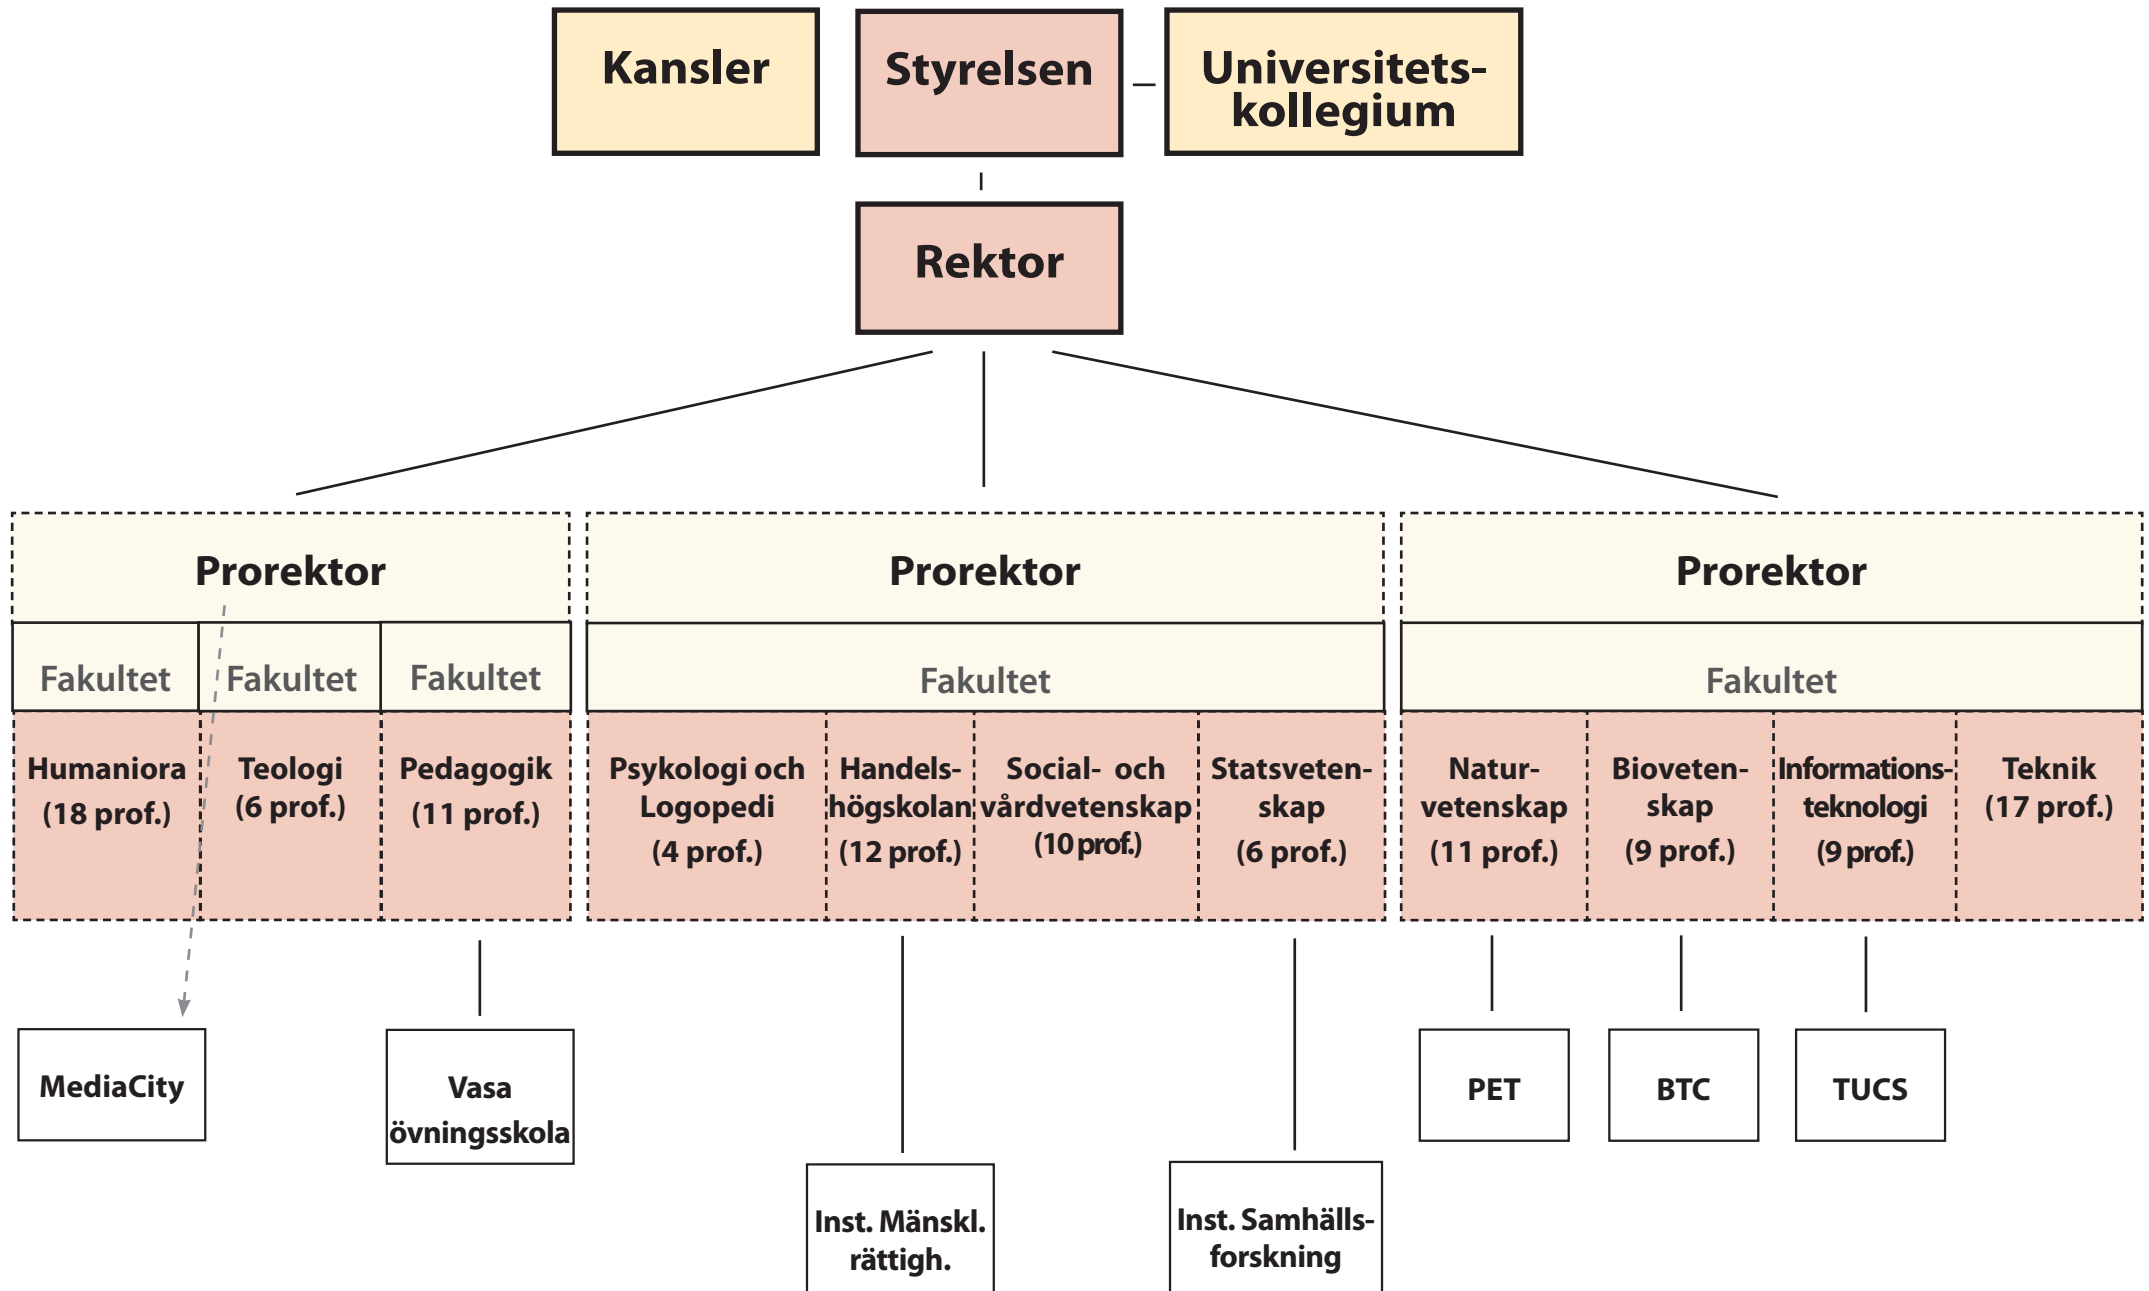 Kansler
Styrelsen
Universitets-
kollegium
Rektor
Prorektor
Prorektor
Prorektor
Fakultet
Fakultet
Fakultet
Fakultet
Fakultet
Humaniora
(18 prof.)
Teologi
(6 prof.)
Pedagogik
(11 prof.)
Psykologi och
Logopedi
(4 prof.)
Handels-
högskolan
(12 prof.)
Social- och
vårdvetenskap
(10 prof.)
Statsveten-
skap
(6 prof.)
Natur-
vetenskap
(11 prof.)
Bioveten-
skap
(9 prof.)
Informations-
teknologi
(9 prof.)
Teknik
(17 prof.)
MediaCity
Vasa
övningsskola
Inst. Mänskl.
rättigh.
Inst. Samhälls-
forskning
PET
BTC
TUCS